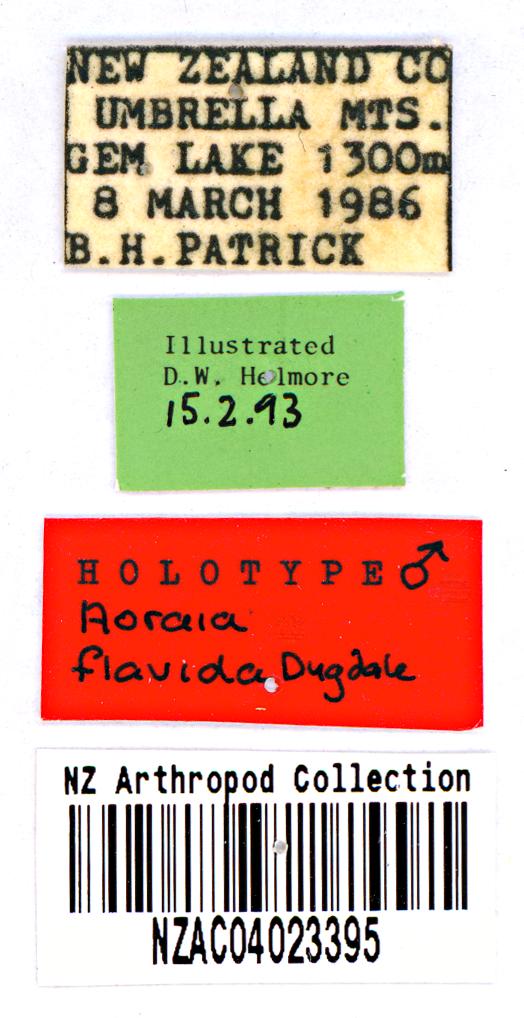 NEW ZEALAND CO
UMBRELLA MTS.
GEM LAKE 1300m
8 MARCH 1986
B.H.PATRICK
Illustrated
D.W. Helmore
15.2.93
HOLOTYPE ♂
Aoraia
flavida Dugdale
NZ Arthropod Collection
NZAC04023395